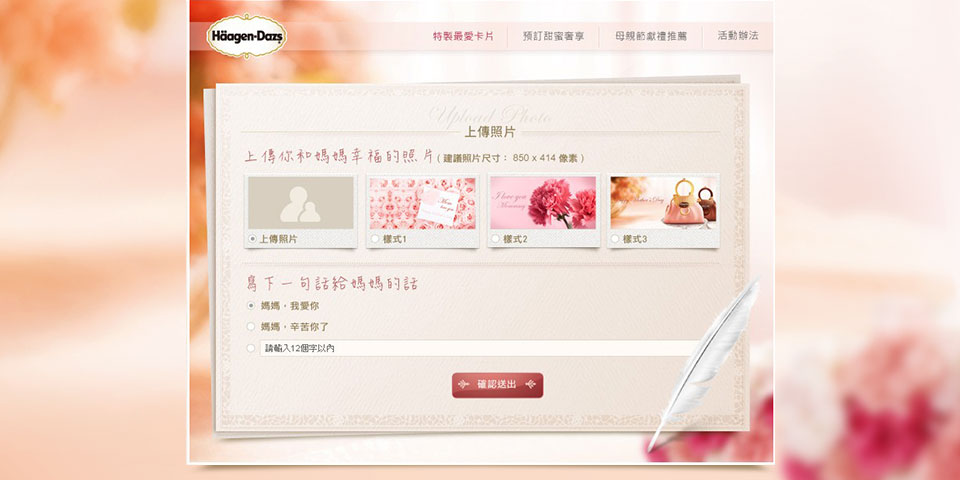 Häagen-Dazs
特製最愛卡片
預訂甜蜜奢享
母親節獻禮推薦
活動辦法
Upload Photo
上傳照片
上傳你和媽媽幸福的照片 ( 建議照片尺寸： 850 x 414 像素 )
上傳照片
樣式1
I love you Mommy
樣式2
樣式3
寫下一句話給媽媽的話
媽媽，我愛你
媽媽，辛苦你了
請輸入12個字以內
確認送出